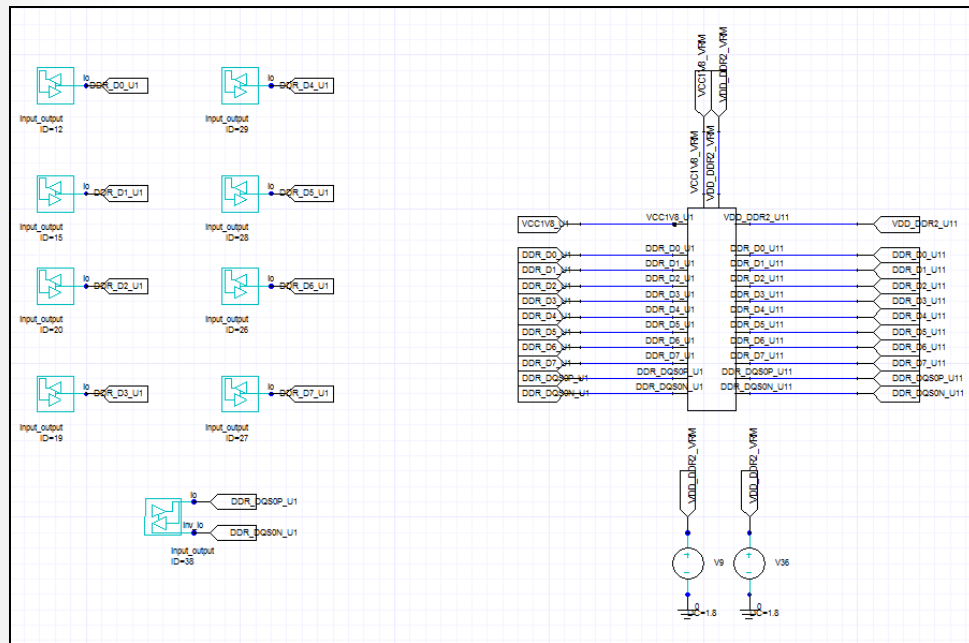 Io
DDR_D0_U1
Input_output
ID=12
Io
DDR_D4_U1
Input_output
ID=29
Io
DDR_D1_U1
Input_output
ID=15
Io
DDR_D5_U1
Input_output
ID=28
Io
DDR_D2_U1
Input_output
ID=20
Io
DDR_D6_U1
Input_output
ID=26
Io
DDR_D3_U1
Input_output
ID=19
Io
DDR_D7_U1
Input_output
ID=27
Io
DDR_DQS0P_U1
Inv_Io
DDR_DQS0N_U1
Input_output
ID=38
VCC1V8_VRM
VDD_DDR2_VRM
VCC1V8_VRM
VDD_DDR2_VRM
VCC1V8_U1
VCC1V8_U1
VDD_DDR2_U11
VDD_DDR2_U11
DDR_D0_U1
DDR_D0_U1
DDR_D0_U11
DDR_D0_U11
DDR_D1_U1
DDR_D1_U1
DDR_D1_U11
DDR_D1_U11
DDR_D2_U1
DDR_D2_U1
DDR_D2_U11
DDR_D2_U11
DDR_D3_U1
DDR_D3_U1
DDR_D3_U11
DDR_D3_U11
DDR_D4_U1
DDR_D4_U1
DDR_D4_U11
DDR_D4_U11
DDR_D5_U1
DDR_D5_U1
DDR_D5_U11
DDR_D5_U11
DDR_D6_U1
DDR_D6_U1
DDR_D6_U11
DDR_D6_U11
DDR_D7_U1
DDR_D7_U1
DDR_D7_U11
DDR_D7_U11
DDR_DQS0P_U1
DDR_DQS0P_U1
DDR_DQS0P_U11
DDR_DQS0P_U11
DDR_DQS0N_U1
DDR_DQS0N_U1
DDR_DQS0N_U11
DDR_DQS0N_U11
VDD_DDR2_VRM
VDD_DDR2_VRM
V9
V36
0
DC=1.8
0
DC=1.8